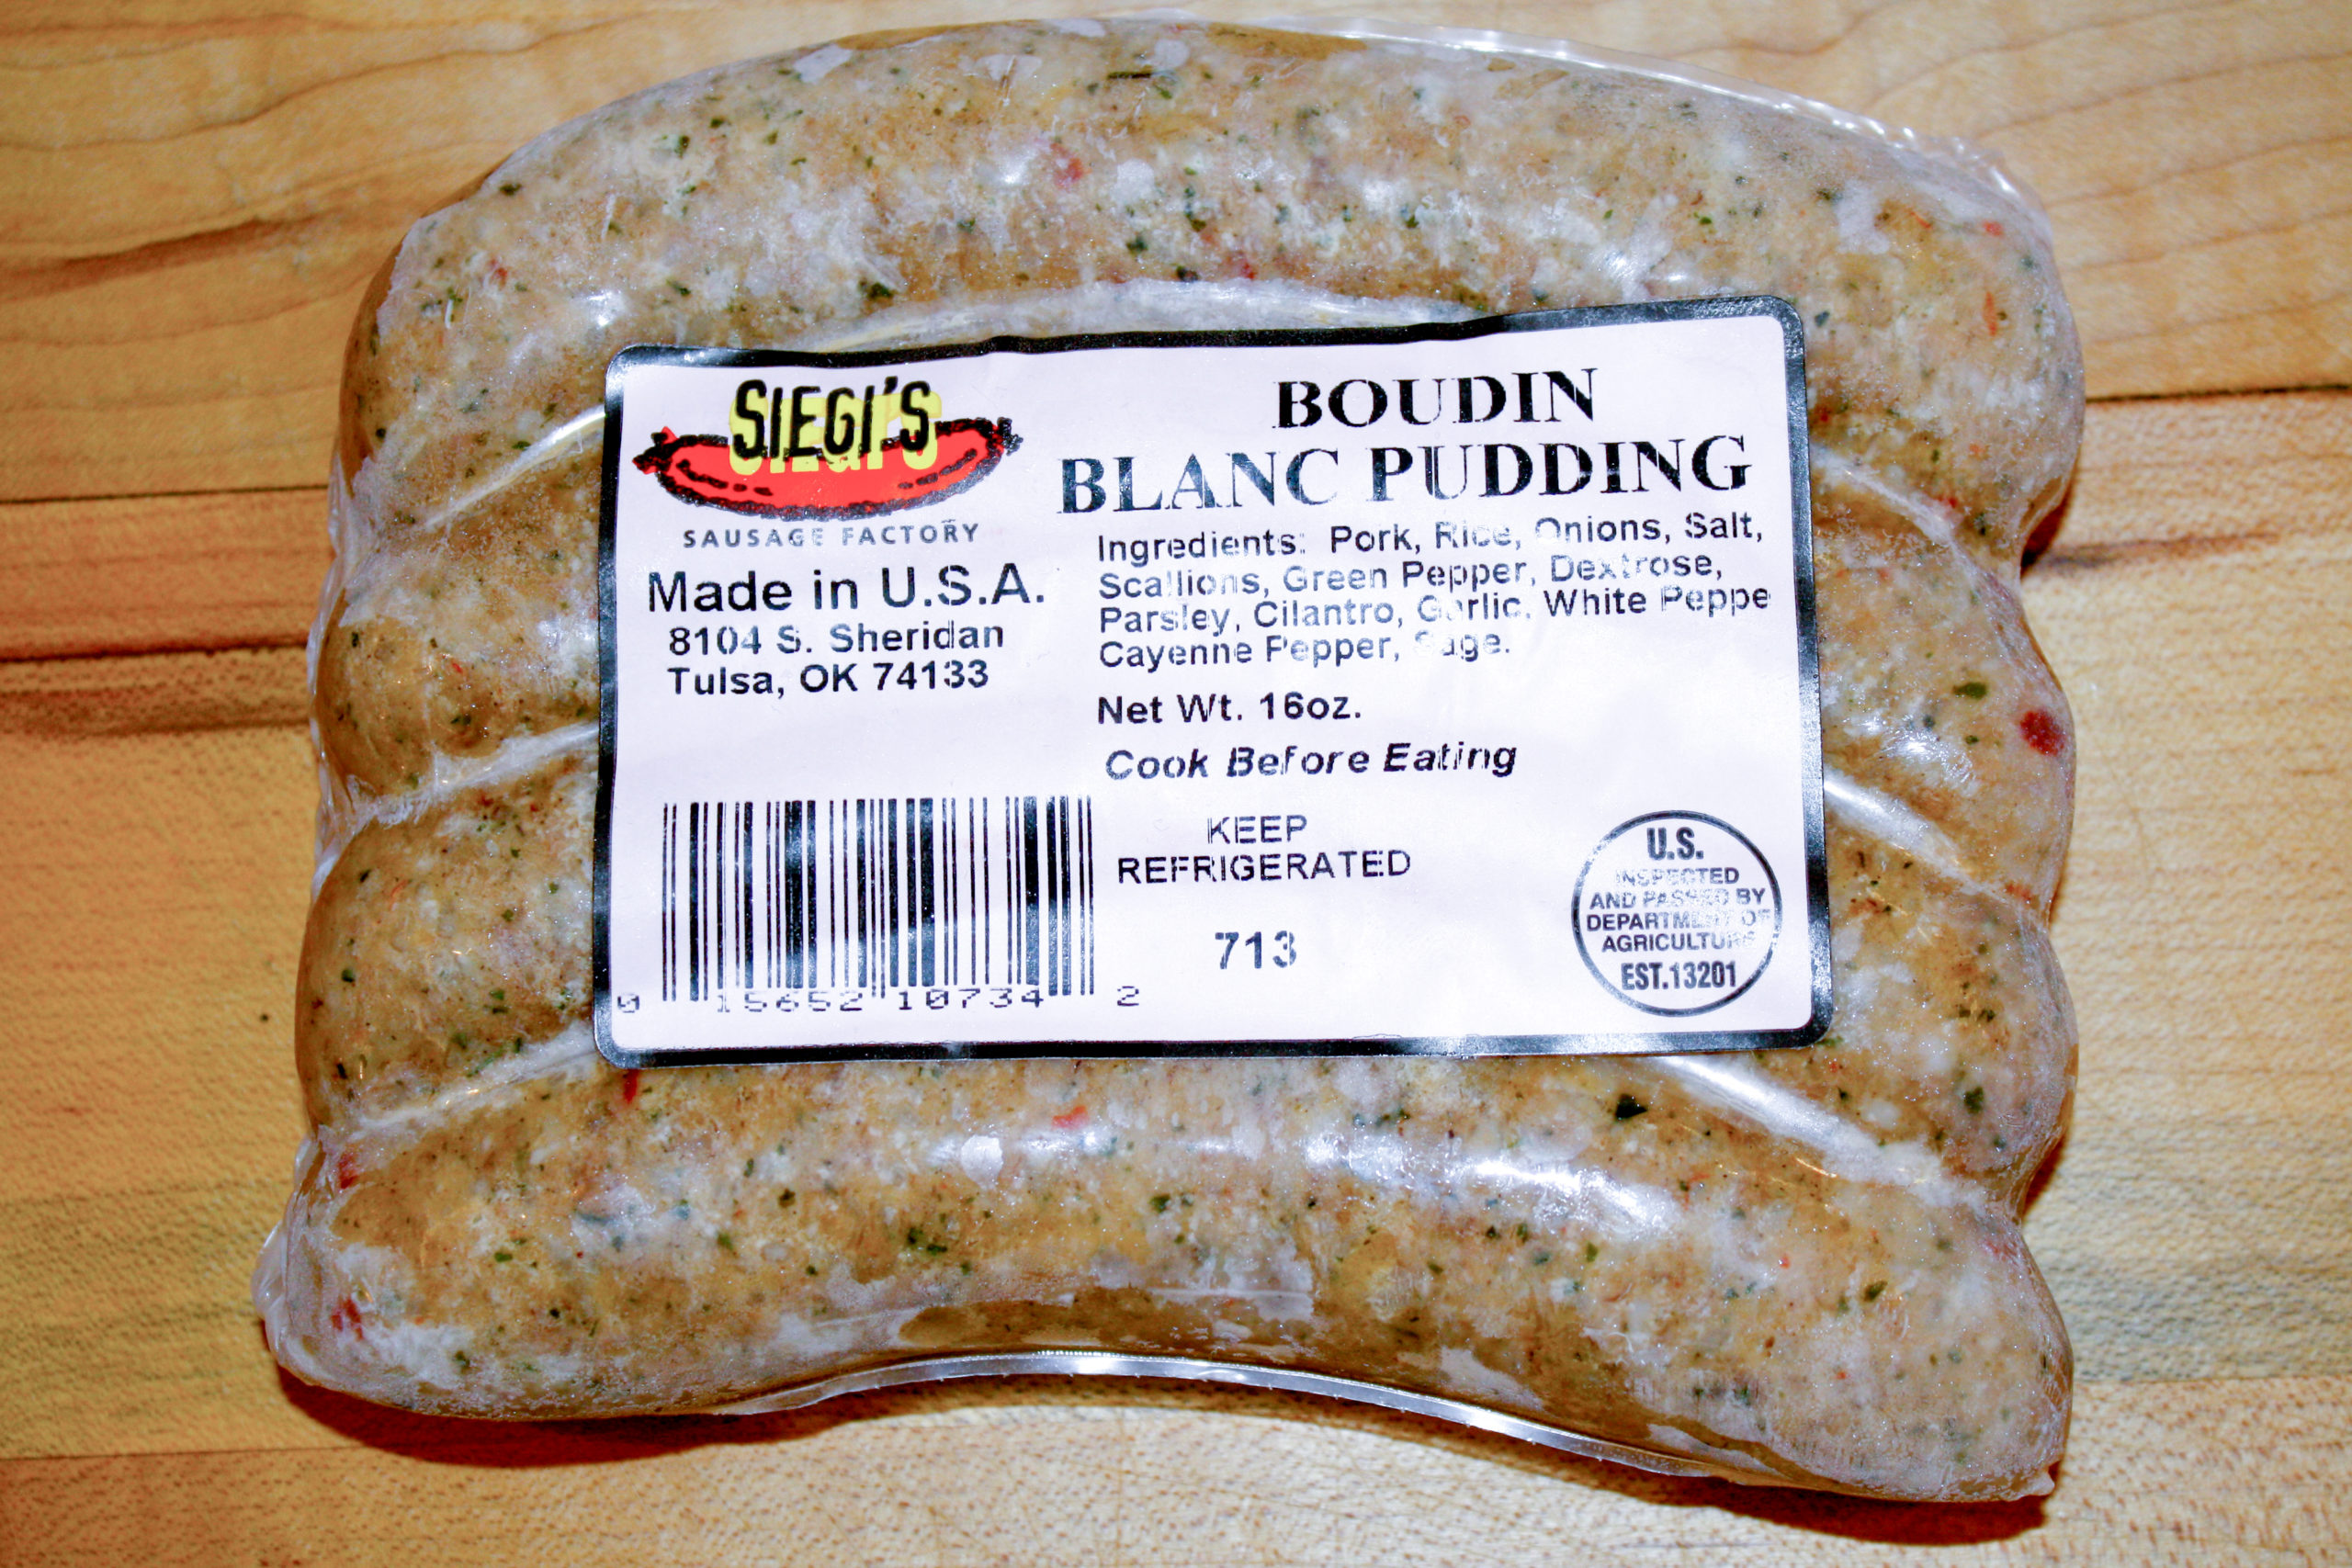 SIEGI'S
SAUSAGE FACTORY
Made in U.S.A.
8104 S. Sheridan
Tulsa, OK 74133
BOUDIN
BLANC PUDDING
Ingredients: Pork, Rice, Onions, Salt,
Scallions, Green Pepper, Dextrose,
Parsley, Cilantro, Garlic, White Peppe
Cayenne Pepper, Sage.
Net Wt. 16oz.
Cook Before Eating
KEEP
REFRIGERATED
713
0 15652 10734 2
U.S.
INSPECTED
AND PASSED BY
DEPARTMENT OF
AGRICULTURE
EST.13201